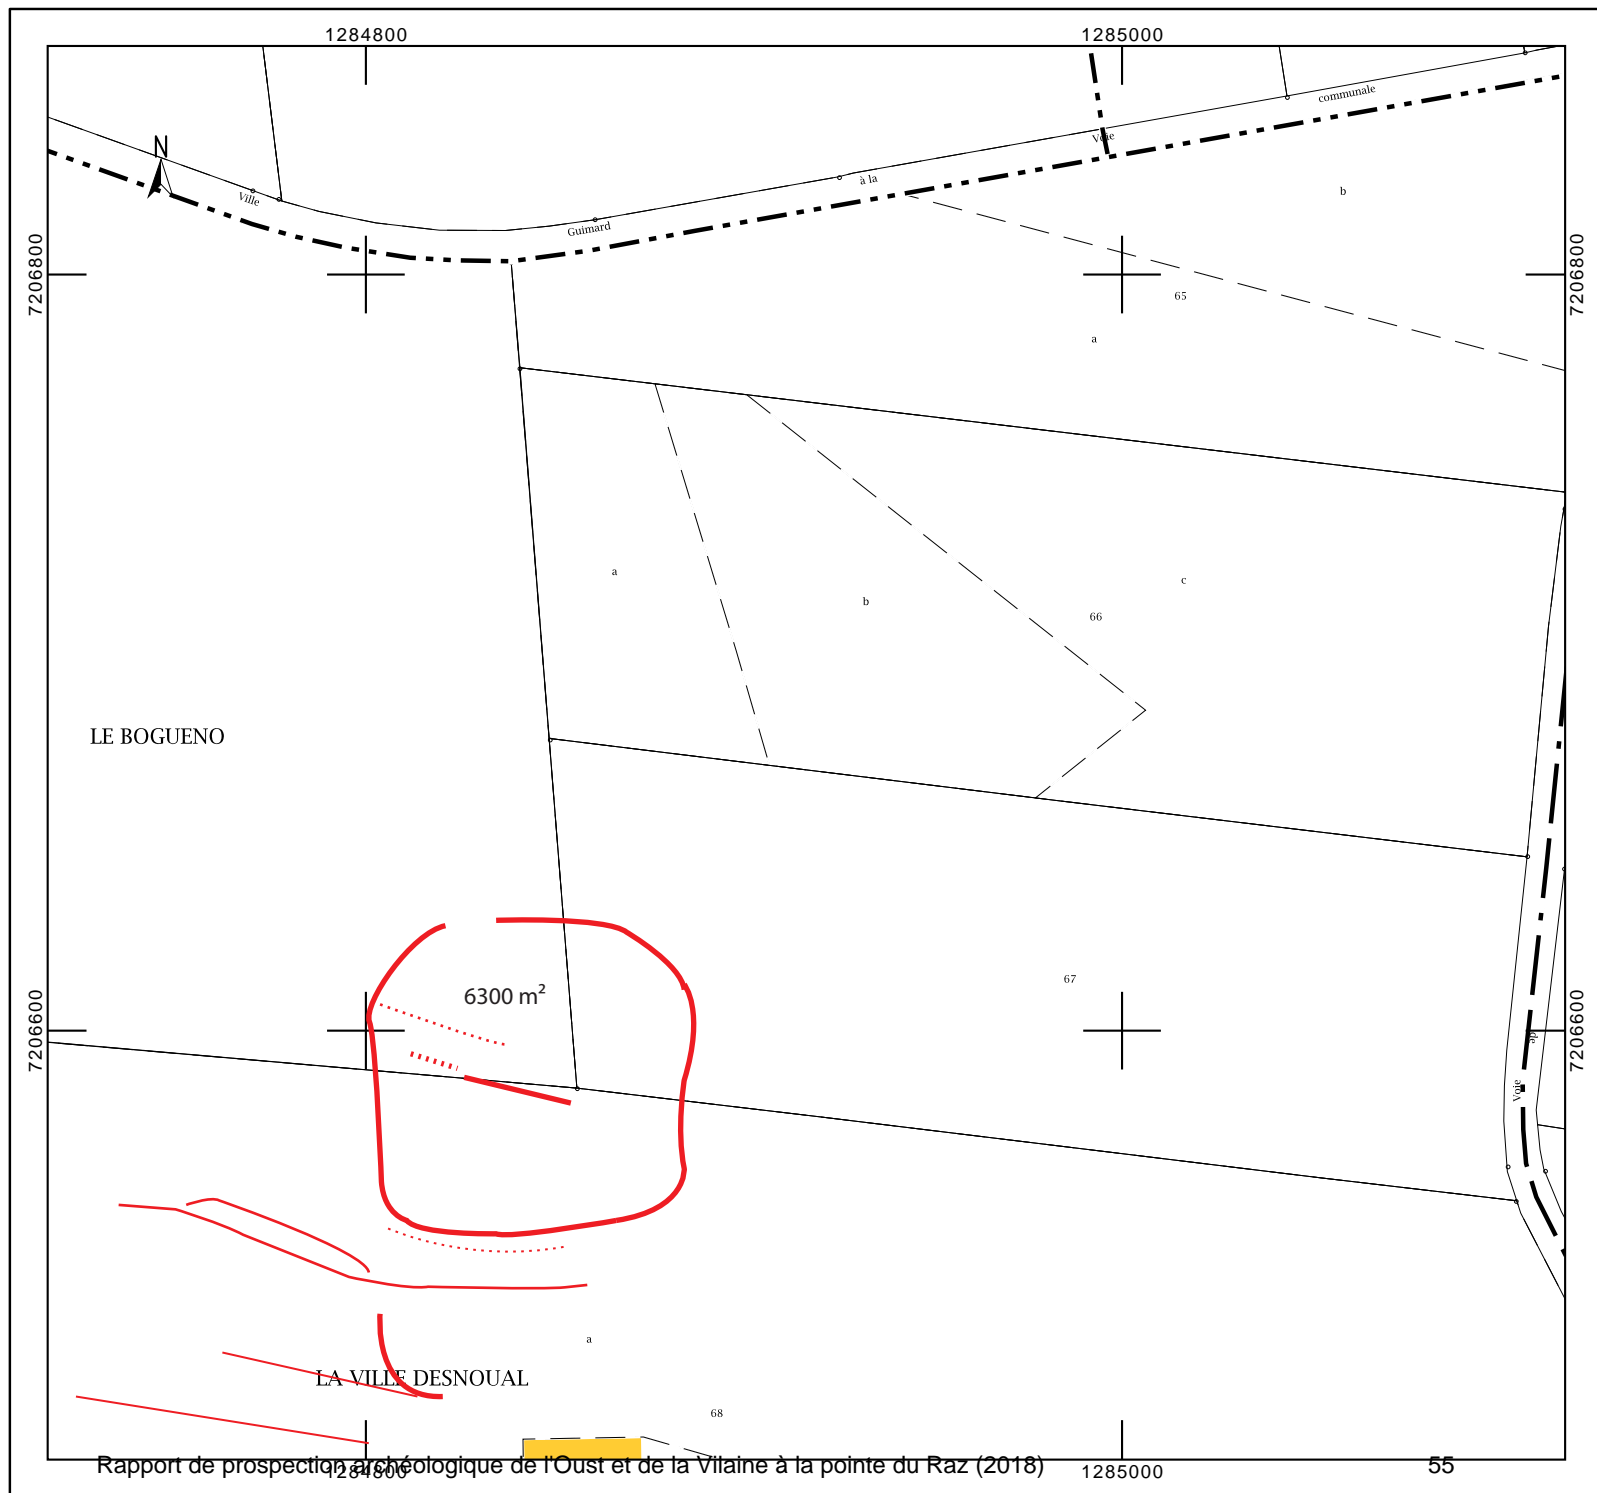 1284800
1285000
communale
Voie
N
à la
b
Ville
Guimard
7206800
7206800
65
a
a
c
b
66
LE BOGUENO
67
6300 m²
7206600
7206600
de
Voie
a
LA VILLE DESNOUAL
68
Rapport de prospection archéologique de l'Oust et de la Vilaine à la pointe du Raz (2018)
55
1284800
1285000